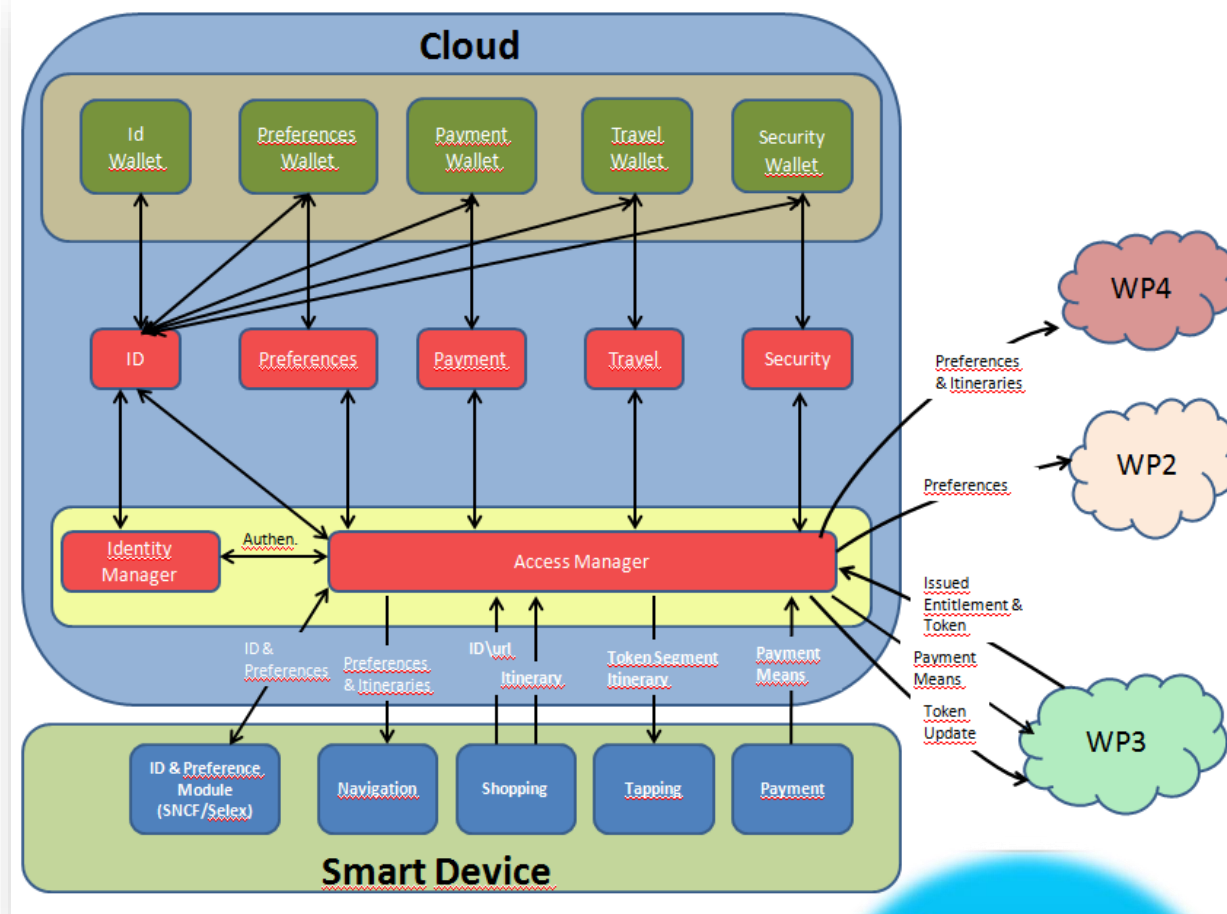 Cloud
Id
Wallet
Preferences
Wallet
Payment
Wallet
Travel
Wallet
Security
Wallet
WP4
ID
Preferences
Payment
Travel
Security
Preferences
& Itineraries
WP2
Preferences
Identity
Manager
Authen.
Access Manager
Issued
Entitlement &
Token
ID &
Preferences
Preferences
& Itineraries
ID\url
Itinerary
Token Segment
Itinerary
Payment
Means
Payment
Means
Token
Update
WP3
ID & Preference
Module
(SNCF/Selex)
Navigation
Shopping
Tapping
Payment
Smart Device